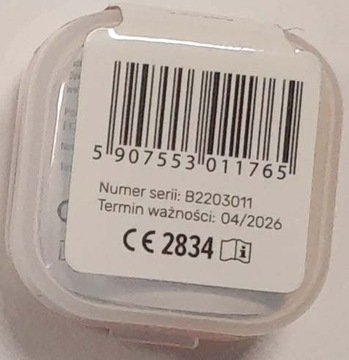 5 907553 011765
Numer serii: B2203011
Termin ważności: 04/2026
CE 2834